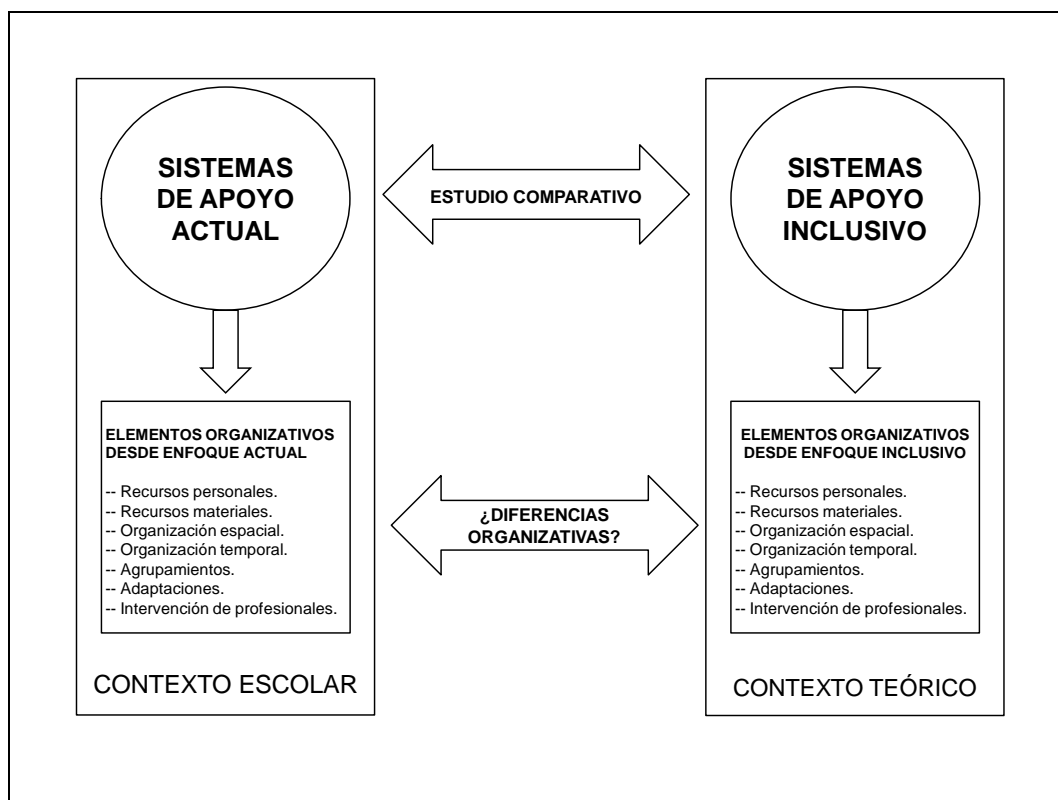 SISTEMAS
DE APOYO
ACTUAL
ESTUDIO COMPARATIVO
SISTEMAS
DE APOYO
INCLUSIVO
ELEMENTOS ORGANIZATIVOS
DESDE ENFOQUE ACTUAL
-- Recursos personales.
-- Recursos materiales.
-- Organización espacial.
-- Organización temporal.
-- Agrupamientos.
-- Adaptaciones.
-- Intervención de profesionales.
¿DIFERENCIAS
ORGANIZATIVAS?
ELEMENTOS ORGANIZATIVOS
DESDE ENFOQUE INCLUSIVO
-- Recursos personales.
-- Recursos materiales.
-- Organización espacial.
-- Organización temporal.
-- Agrupamientos.
-- Adaptaciones.
-- Intervención de profesionales.
CONTEXTO ESCOLAR
CONTEXTO TEÓRICO